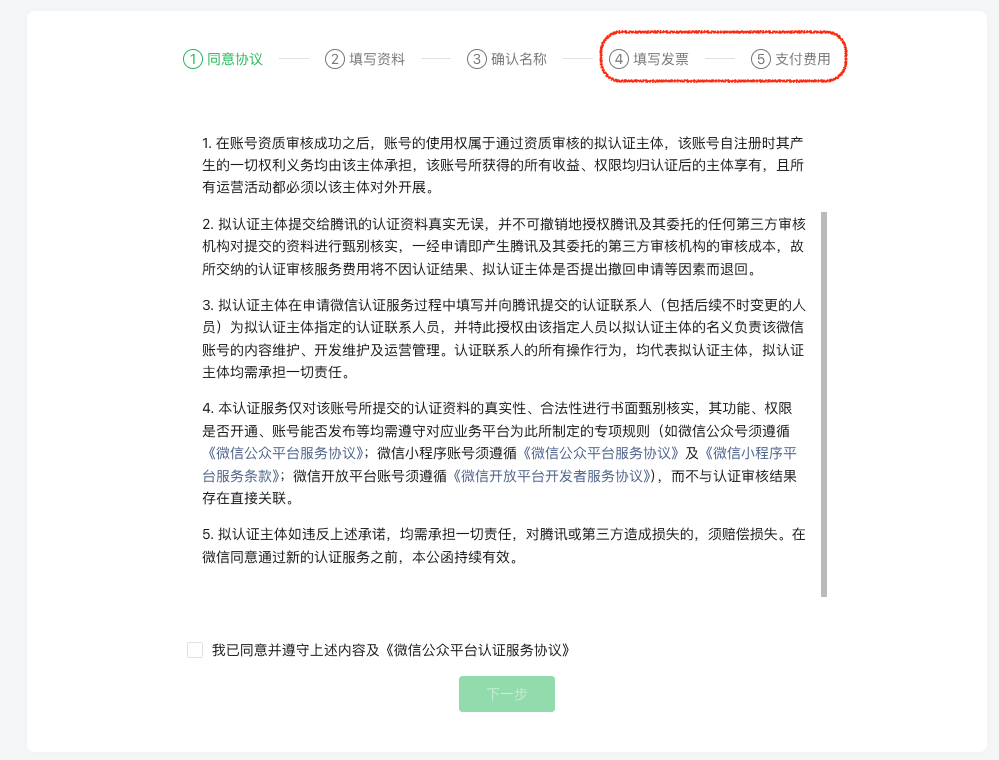 1 同意协议 2 填写资料 3 确认名称 4 填写发票 5 支付费用
1. 在账号资质审核成功之后，账号的使用权属于通过资质审核的拟认证主体，该账号自注册时其产
生的一切权利义务均由该主体承担，该账号所获得的所有收益、权限均归认证后的主体享有，且所
有运营活动都必须以该主体对外开展。
2. 拟认证主体提交给腾讯的认证资料真实无误，并不可撤销地授权腾讯及其委托的任何第三方审核
机构对提交的资料进行甄别核实，一经申请即产生腾讯及其委托的第三方审核机构的审核成本，故
所交纳的认证审核服务费用将不因认证结果、拟认证主体是否提出撤回申请等因素而退回。
3. 拟认证主体在申请微信认证服务过程中填写并向腾讯提交的认证联系人（包括后续不时变更的人
员）为拟认证主体指定的认证联系人员，并特此授权由该指定人员以拟认证主体的名义负责该微信
账号的内容维护、开发维护及运营管理。认证联系人的所有操作行为，均代表拟认证主体，拟认证
主体均需承担一切责任。
4. 本认证服务仅对该账号所提交的认证资料的真实性、合法性进行书面甄别核实，其功能、权限
是否开通、账号能否发布等均需遵守对应业务平台为此所制定的专项规则（如微信公众号须遵循
《微信公众平台服务协议》；微信小程序账号须遵循《微信公众平台服务协议》及《微信小程序平
台服务条款》；微信开放平台账号须遵循《微信开放平台开发者服务协议》），而不与认证审核结果
存在直接关联。
5. 拟认证主体如违反上述承诺，均需承担一切责任，对腾讯或第三方造成损失的，须赔偿损失。在
微信同意通过新的认证服务之前，本公函持续有效。
我已同意并遵守上述内容及《微信公众平台认证服务协议》
下一步